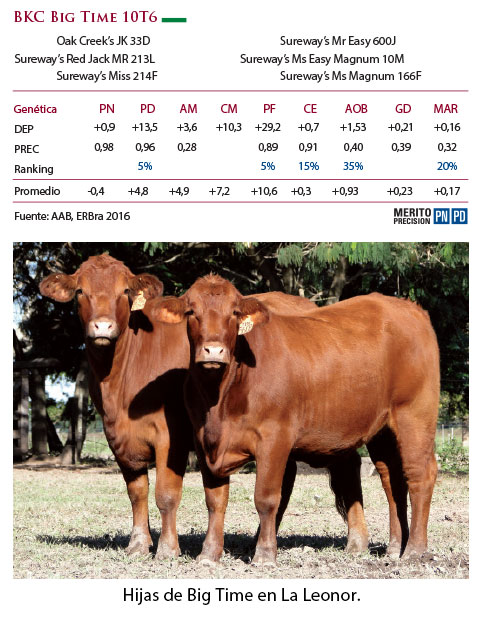 BKC Big Time 10T6
Oak Creek's JK 33D
Sureway's Red Jack MR 213L
Sureway's Miss 214F
Sureway's Mr Easy 600J
Sureway's Ms Easy Magnum 10M
Sureway's Ms Magnum 166F
Genética PN PD AM CM PF CE AOB GD MAR
DEP +0,9 +13,5 +3,6 +10,3 +29,2 +0,7 +1,53 +0,21 +0,16
PREC 0,98 0,96 0,28 0,89 0,91 0,40 0,39 0,32
Ranking 5% 5% 15% 35% 20%
Promedio -0,4 +4,8 +4,9 +7,2 +10,6 +0,3 +0,93 +0,23 +0,17
Fuente: AAB, ERBra 2016
MERITO PN PD
PRECISION
Hijas de Big Time en La Leonor.